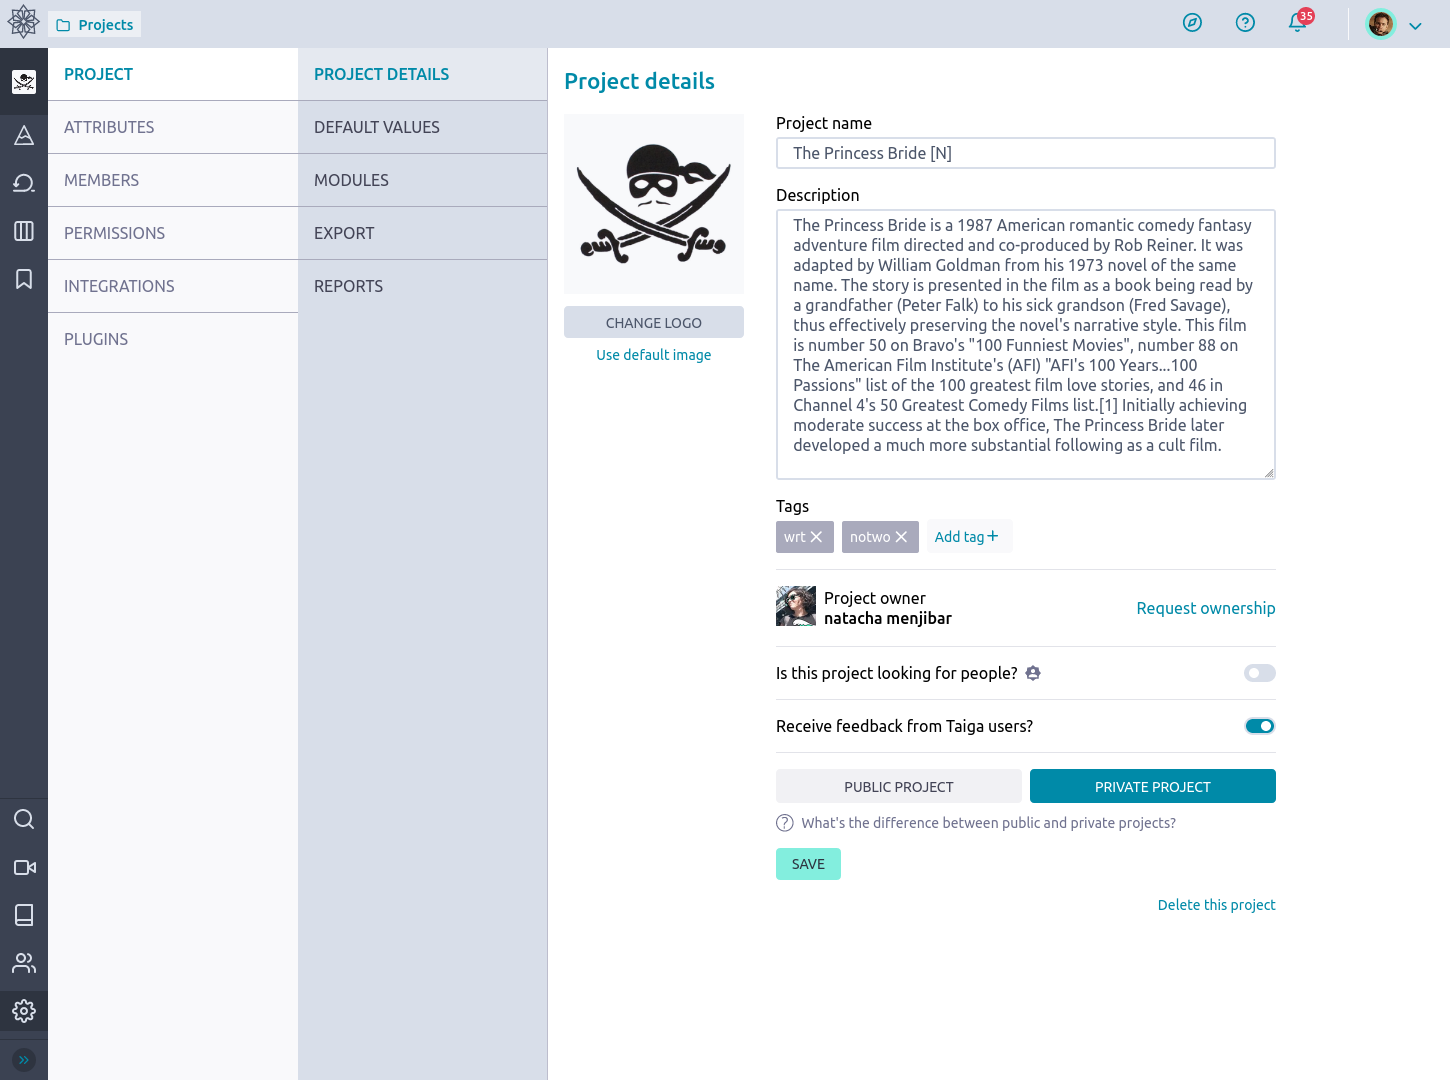 Projects
35
PROJECT
ATTRIBUTES
MEMBERS
PERMISSIONS
INTEGRATIONS
PLUGINS
PROJECT DETAILS
DEFAULT VALUES
MODULES
EXPORT
REPORTS
Project details
CHANGE LOGO
Use default image
Project name
The Princess Bride [N]
Description
The Princess Bride is a 1987 American romantic comedy fantasy
adventure film directed and co-produced by Rob Reiner. It was
adapted by William Goldman from his 1973 novel of the same
name. The story is presented in the film as a book being read by
a grandfather (Peter Falk) to his sick grandson (Fred Savage),
thus effectively preserving the novel's narrative style. This film
is number 50 on Bravo's "100 Funniest Movies", number 88 on
The American Film Institute's (AFI) "AFI's 100 Years...100
Passions" list of the 100 greatest film love stories, and 46 in
Channel 4's 50 Greatest Comedy Films list.[1] Initially achieving
moderate success at the box office, The Princess Bride later
developed a much more substantial following as a cult film.
Tags
wrt notwo Add tag
Project owner
natacha menjibar
Request ownership
Is this project looking for people?
Receive feedback from Taiga users?
PUBLIC PROJECT PRIVATE PROJECT
What's the difference between public and private projects?
SAVE
Delete this project